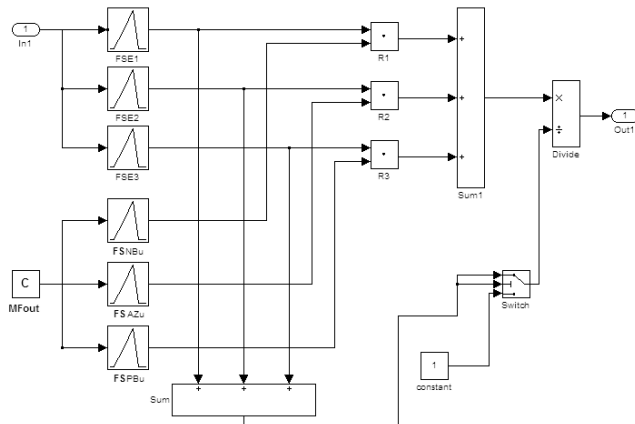 1
In1
FSE1
FSE2
FSE3
FSNBu
C
MFout
FSAZu
FSPBu
R1
R2
R3
+
+
+
Sum1
×
÷
Divide
1
Out1
Switch
1
constant
Sum
+ + +